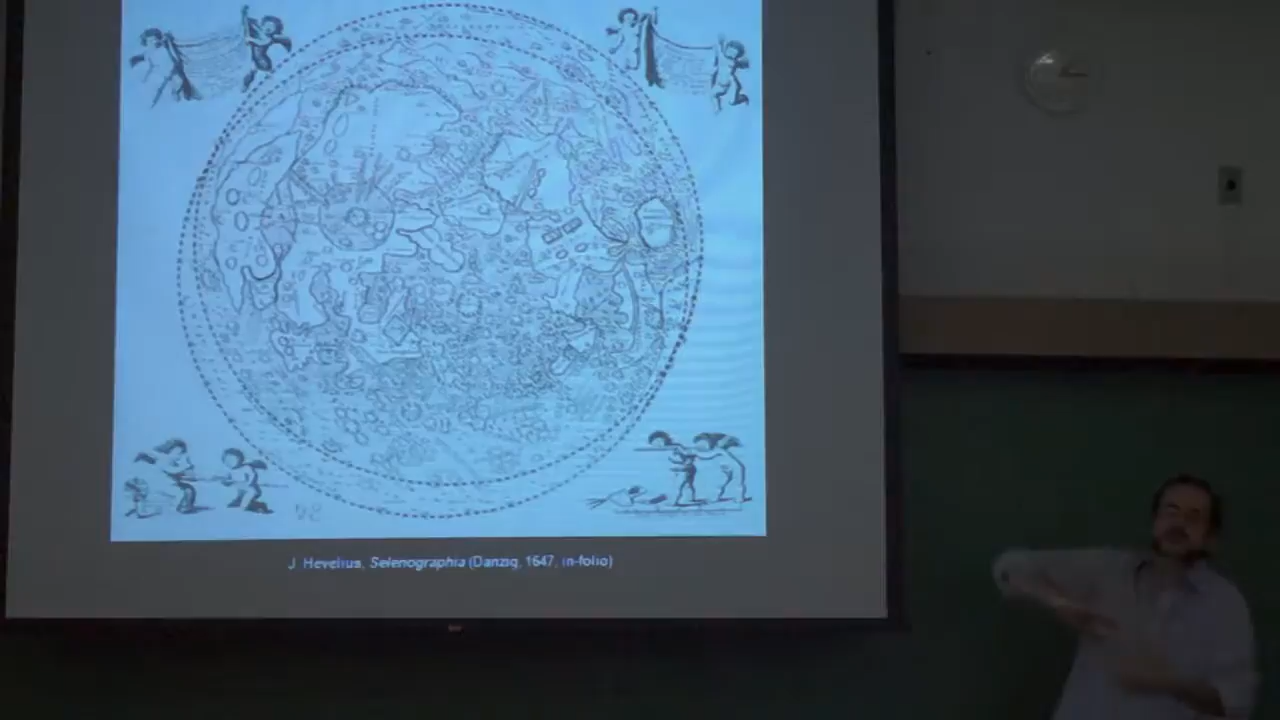 J. Hevelius, Selenographia (Danzig, 1647, in-folio)